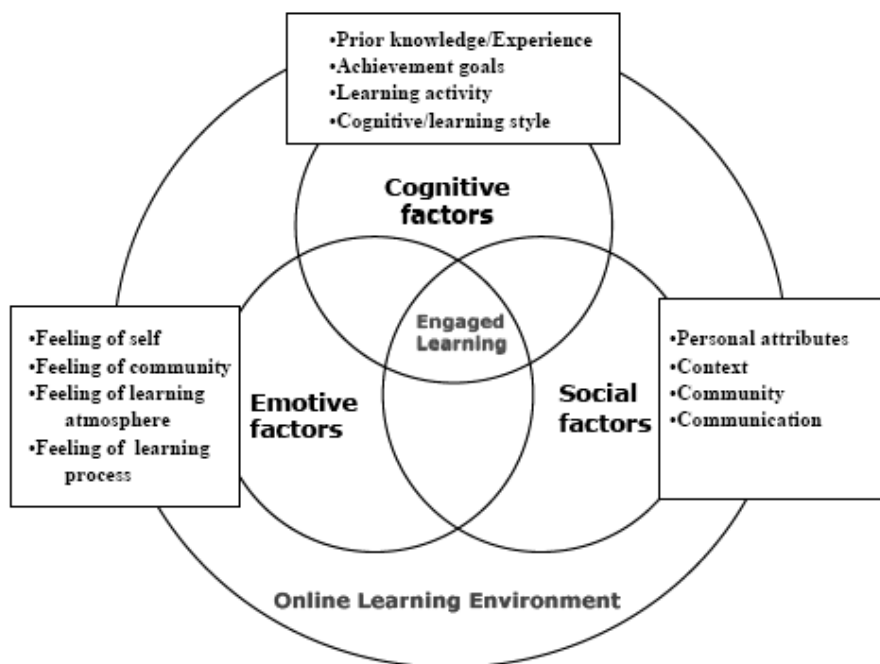 •Prior knowledge/Experience
•Achievement goals
•Learning activity
•Cognitive/learning style
Cognitive
factors
Engaged
Learning
•Feeling of self
•Feeling of community
•Feeling of learning
atmosphere
•Feeling of learning
process
Emotive
factors
Social
factors
•Personal attributes
•Context
•Community
•Communication
Online Learning Environment